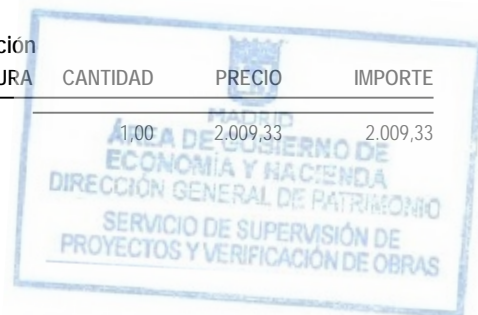 ción
URA CANTIDAD PRECIO IMPORTE
1,00 2.009,33 2.009,33
MADRID
ÁREA DE GOBIERNO DE
ECONOMÍA Y HACIENDA
DIRECCIÓN GENERAL DE PATRIMONIO
SERVICIO DE SUPERVISIÓN DE
PROYECTOS Y VERIFICACIÓN DE OBRAS